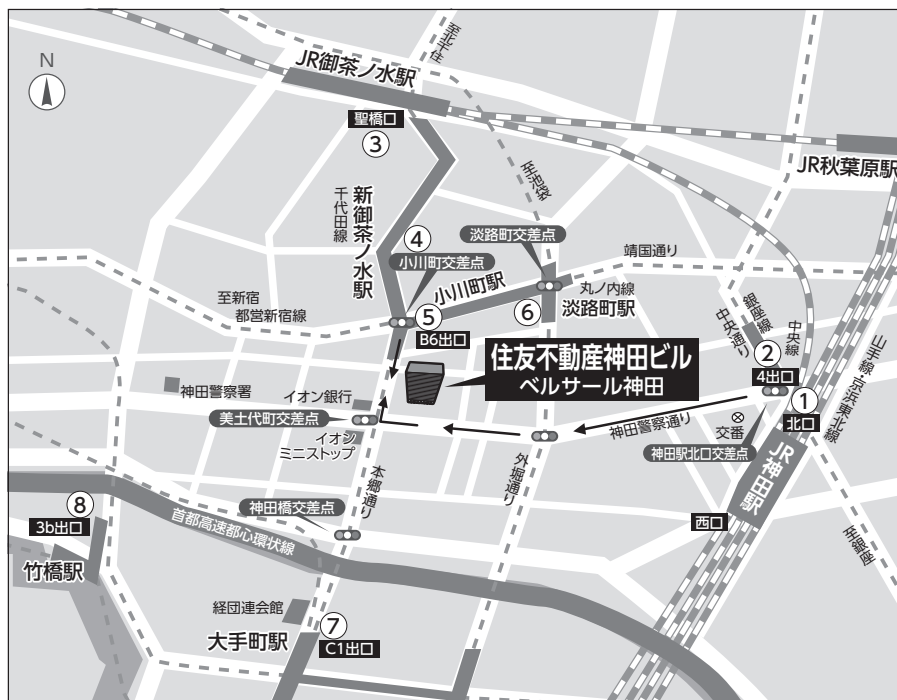 N
至北千住
JR御茶ノ水駅
聖橋口
③
JR秋葉原駅
至池袋
千代田線
新御茶ノ水駅
④
小川町交差点
淡路町交差点
靖国通り
小川町駅
丸ノ内線
淡路町駅
⑥
至新宿
都営新宿線
⑤
B6出口
銀座線
中央通り
中央線
山手線・京浜東北線
②
4出口
①
北口
住友不動産神田ビル
ベルサール神田
神田警察署
イオン銀行
美土代町交差点
イオン
ミニストップ
神田警察通り
交番
神田駅北口交差点
JR神田駅
西口
至銀座
本郷通り
外堀通り
神田橋交差点
⑧
3b出口
竹橋駅
首都高速都心環状線
経団連会館
大手町駅
⑦
C1出口